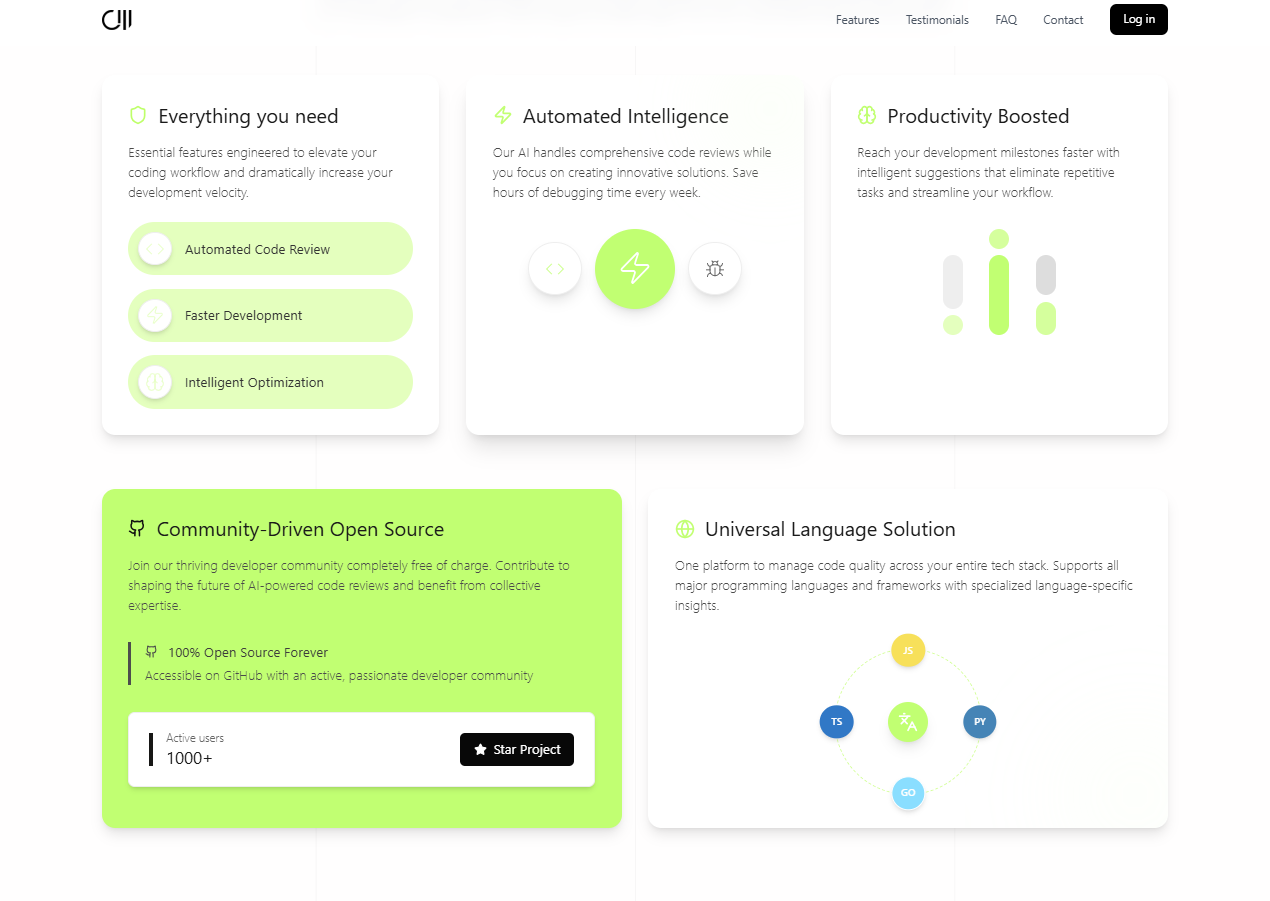 Features
Testimonials
FAQ
Contact
Log in
Everything you need
Essential features engineered to elevate your
coding workflow and dramatically increase your
development velocity.
Automated Code Review
Faster Development
Intelligent Optimization
Automated Intelligence
Our AI handles comprehensive code reviews while
you focus on creating innovative solutions. Save
hours of debugging time every week.
Productivity Boosted
Reach your development milestones faster with
intelligent suggestions that eliminate repetitive
tasks and streamline your workflow.
Community-Driven Open Source
Join our thriving developer community completely free of charge. Contribute to
shaping the future of AI-powered code reviews and benefit from collective
expertise.
100% Open Source Forever
Accessible on GitHub with an active, passionate developer community
Active users
1000+
Star Project
Universal Language Solution
One platform to manage code quality across your entire tech stack. Supports all
major programming languages and frameworks with specialized language-specific
insights.
JS
TS
PY
GO